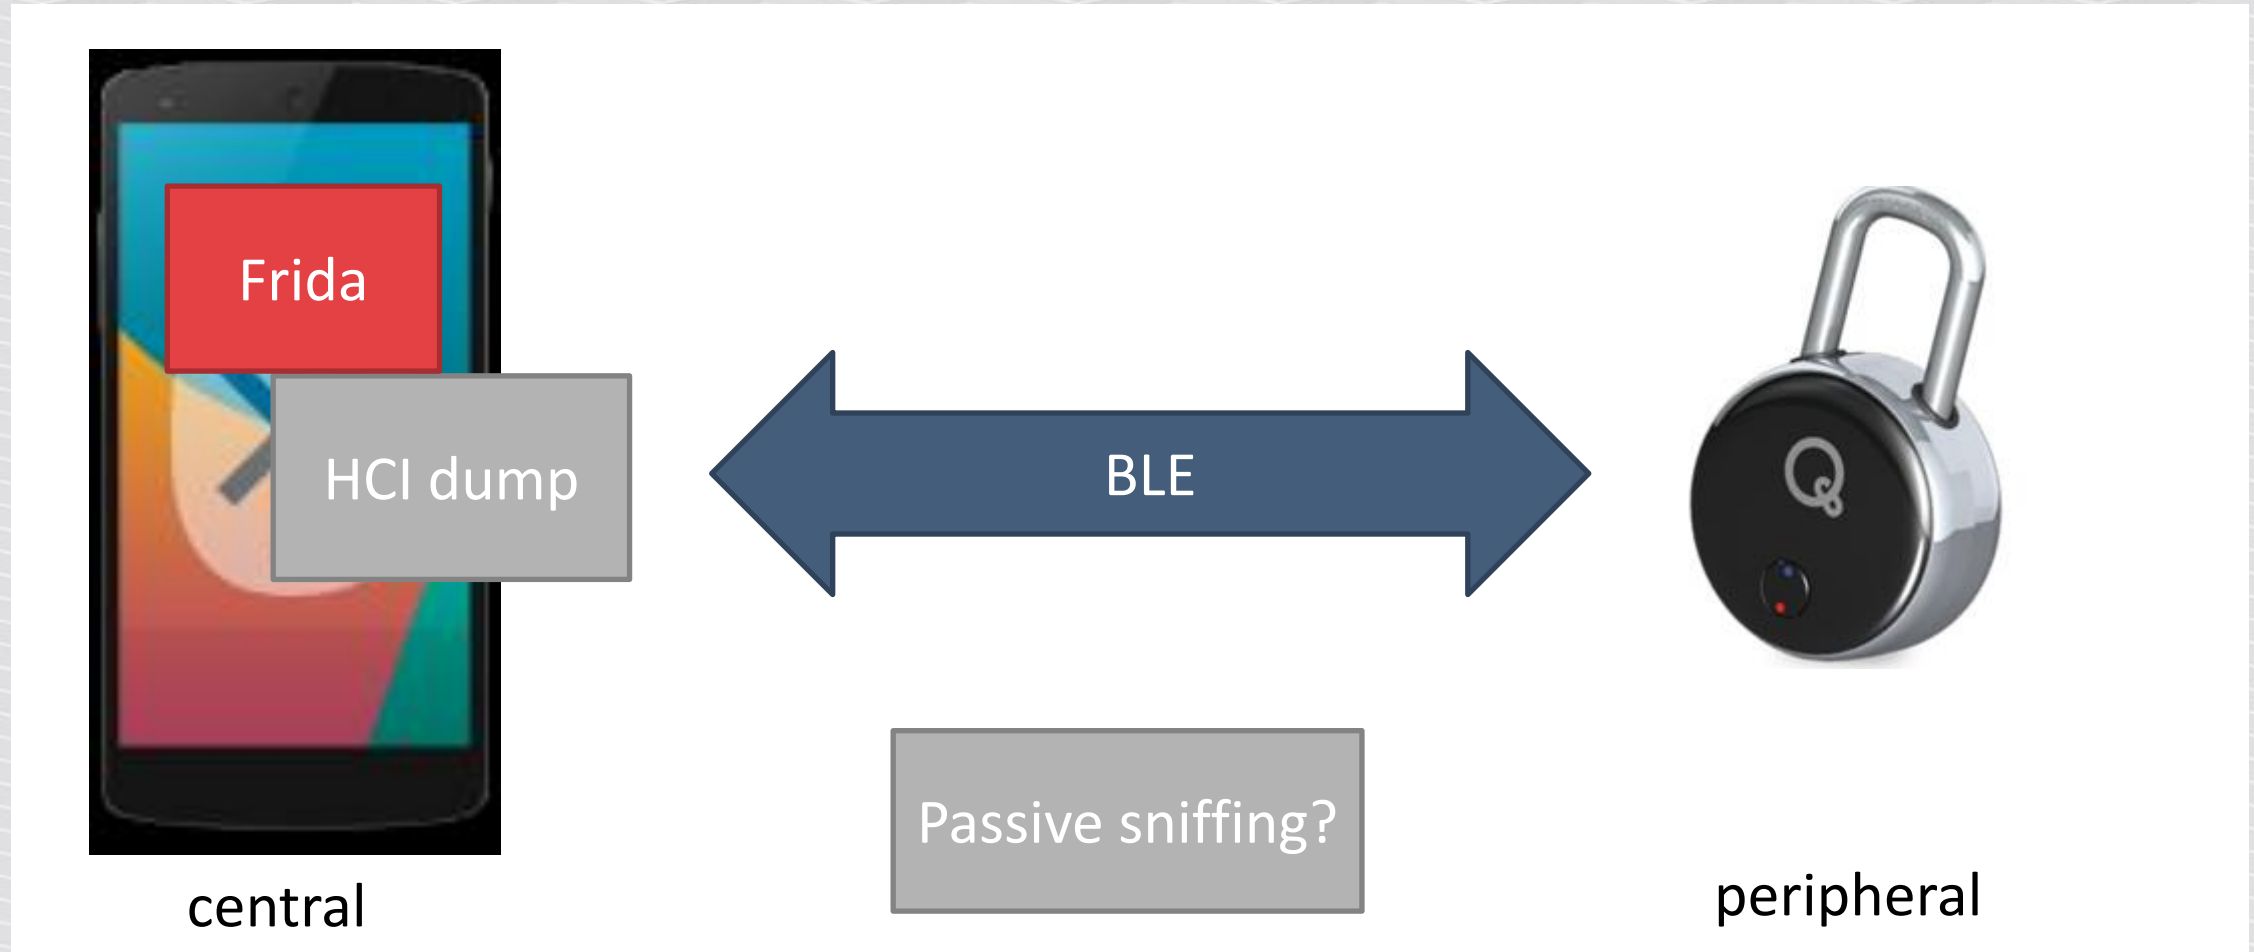 Frida
HCI dump
BLE
Q
Passive sniffing?
central
peripheral